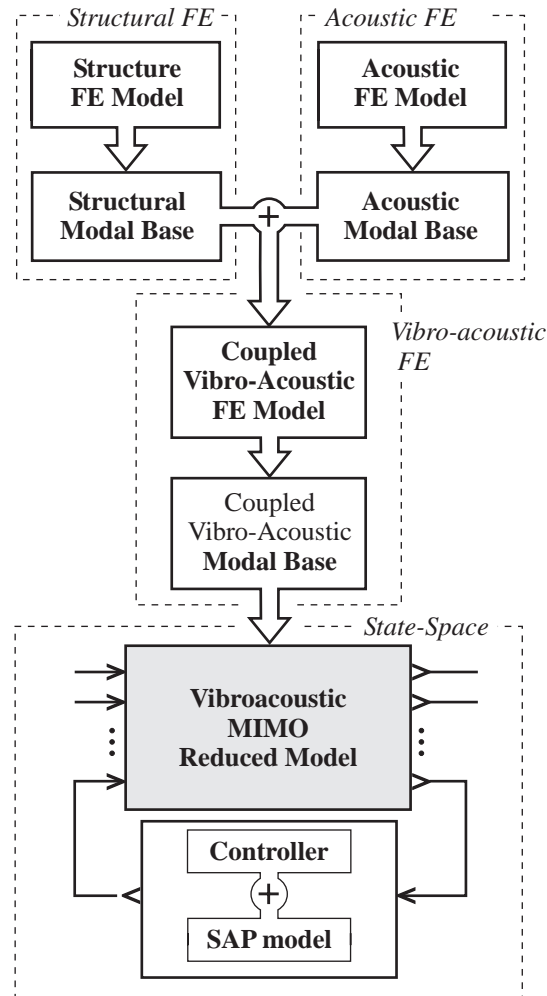 Structural FE
Acoustic FE
Structure
FE Model
Acoustic
FE Model
Structural
Modal Base
+
Acoustic
Modal Base
Vibro-acoustic
FE
Coupled
Vibro-Acoustic
FE Model
Coupled
Vibro-Acoustic
Modal Base
State-Space
Vibroacoustic
MIMO
Reduced Model
Controller
+
SAP model